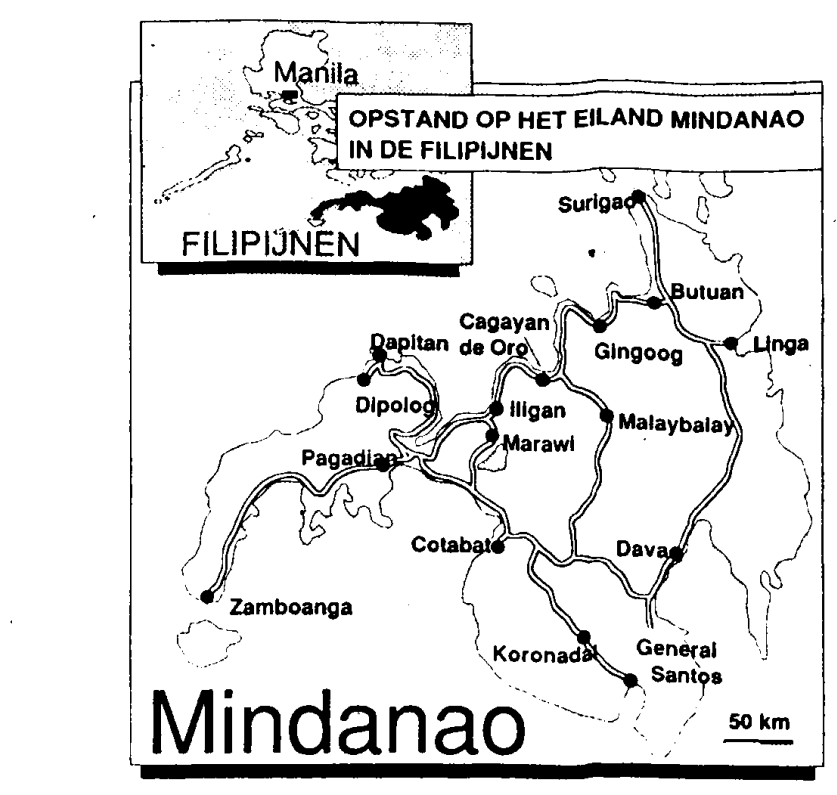 Manila
OPSTAND OP HET EILAND MINDANAO
IN DE FILIPIJNEN
FILIPIJNEN
Surigao
Butuan
Cagayan
de Oro
Linga
Gingoog
Dapitan
Dipolog
Iligan
Malaybalay
Marawi
Pagadian
Cotabat
Dava
Zamboanga
Koronadal
General
Santos
Mindanao
50 km